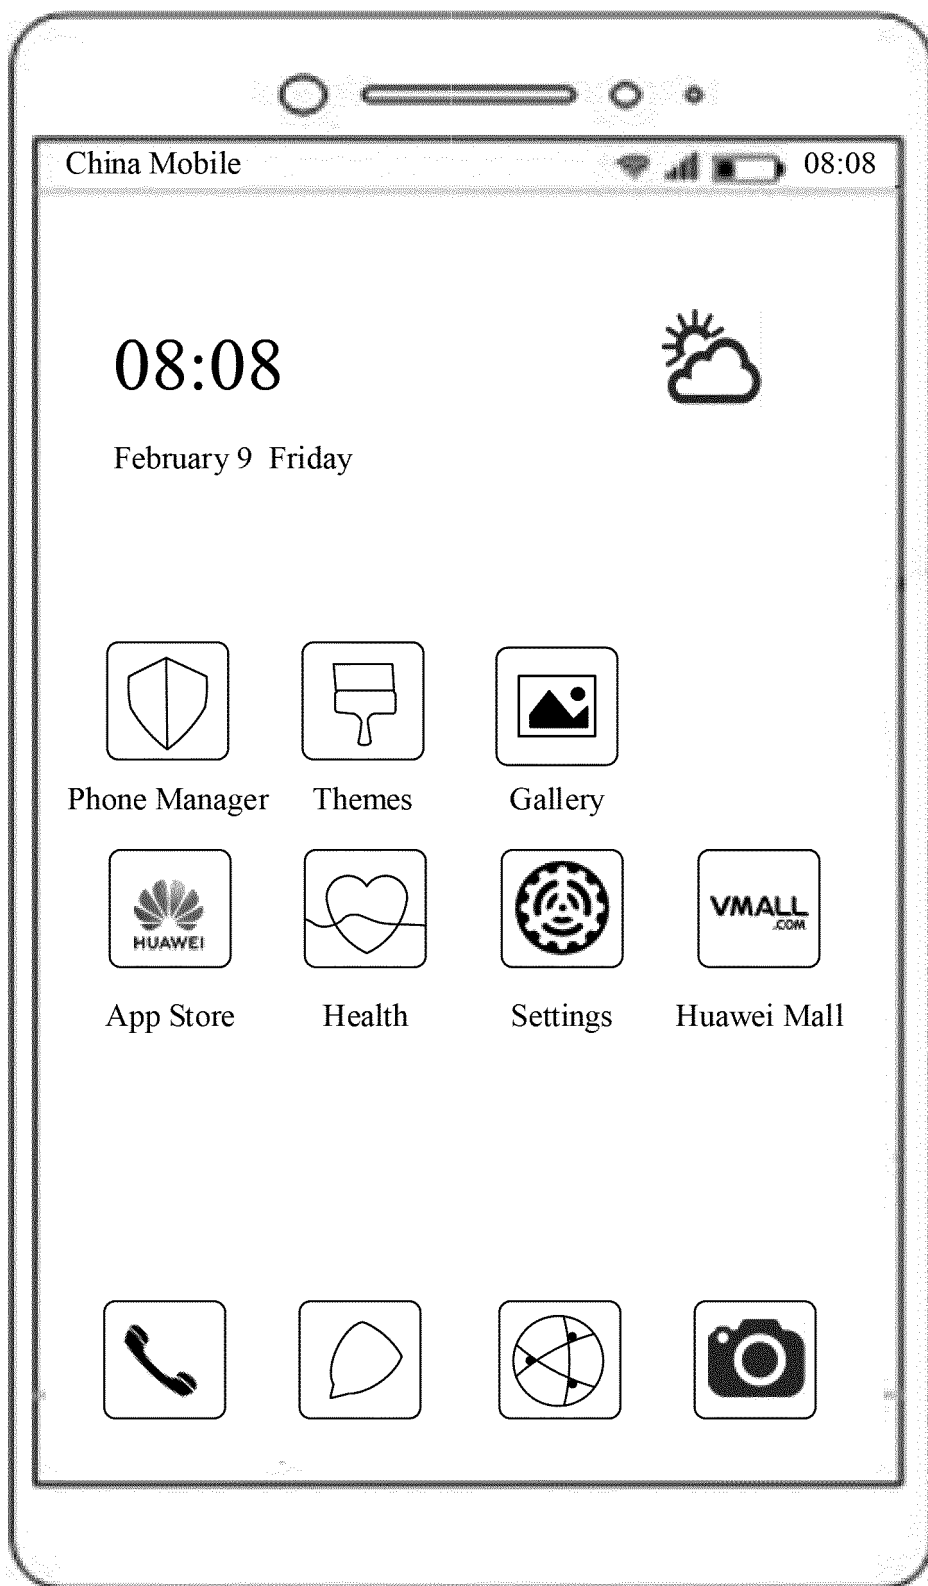 China Mobile 08:08
08:08
February 9 Friday
Phone Manager Themes Gallery
HUAWEI
VMALL
.COM
App Store Health Settings Huawei Mall